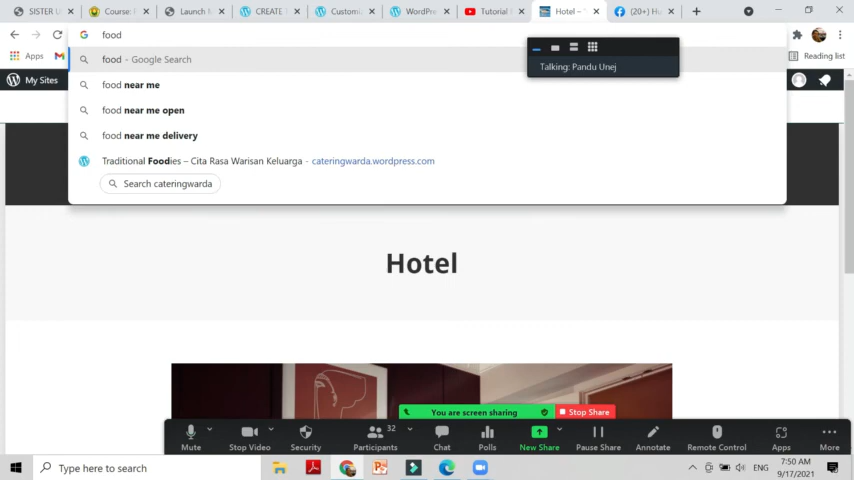 SISTER U
Course: P
Launch M
CREATE T
Customiz
WordPres
Tutorial P
Hotel –
(20+) Hu
food
Apps
Reading list
food - Google Search
Talking: Pandu Unej
My Sites
food near me
food near me open
food near me delivery
Traditional Foodies – Cita Rasa Warisan Keluarga - cateringwarda.wordpress.com
Search cateringwarda
Hotel
You are screen sharing
Stop Share
32
Mute
Stop Video
Security
Participants
Chat
Polls
New Share
Pause Share
Annotate
Remote Control
Apps
More
Type here to search
ENG
7:50 AM
9/17/2021